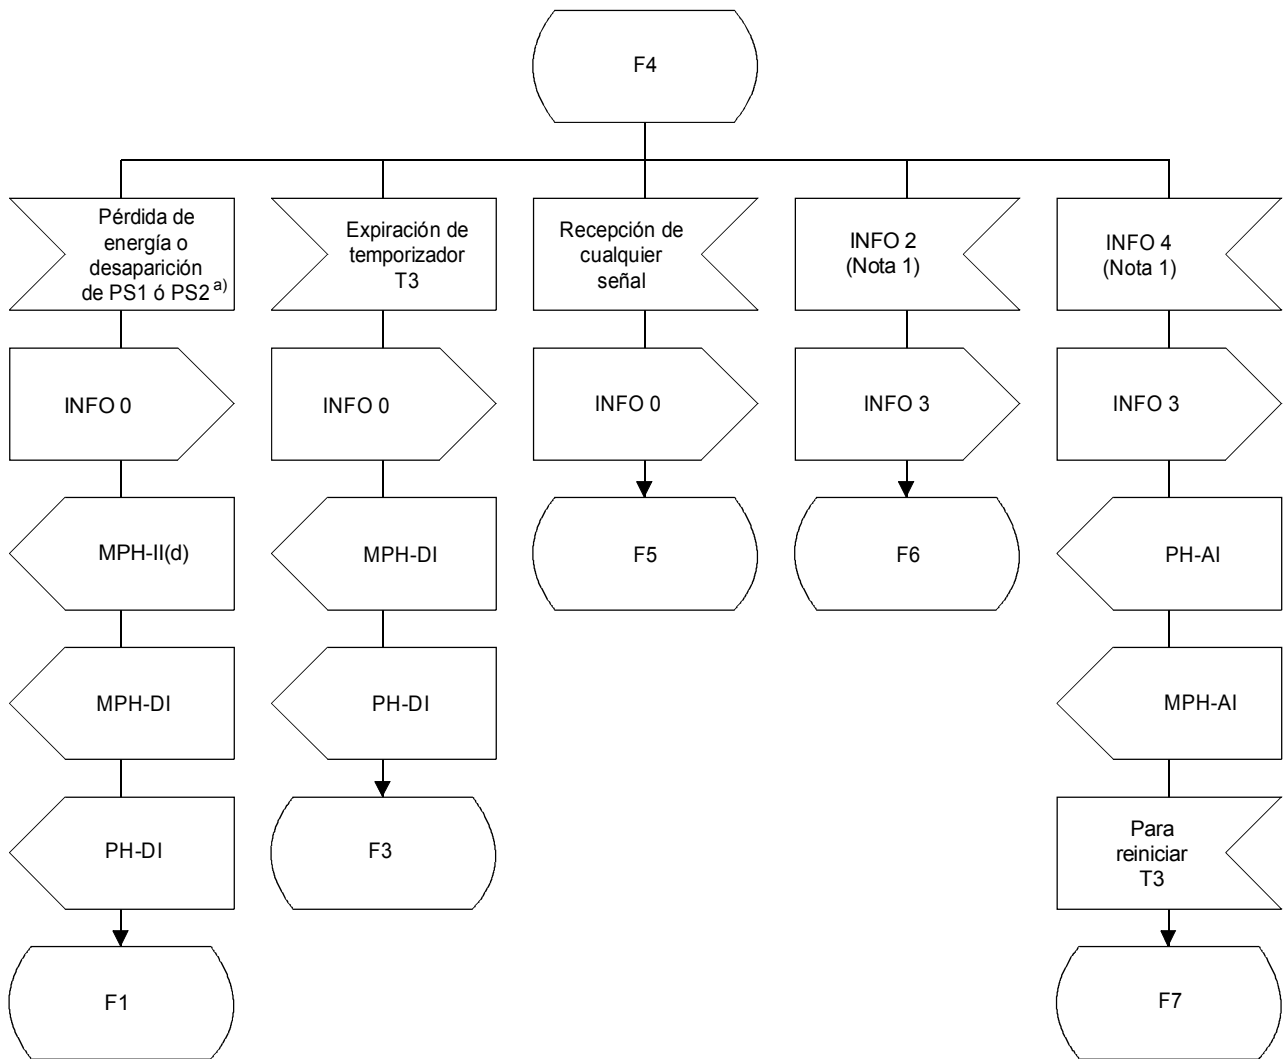 F4
Pérdida de
energía o
desaparición
de PS1 ó PS2 a)
Expiración de
temporizador
T3
Recepción de
cualquier
señal
INFO 2
(Nota 1)
INFO 4
(Nota 1)
INFO 0
INFO 0
INFO 0
INFO 3
INFO 3
MPH-II(d)
MPH-DI
F5
F6
PH-AI
MPH-DI
PH-DI
MPH-AI
PH-DI
F3
Para
reiniciar
T3
F1
F7